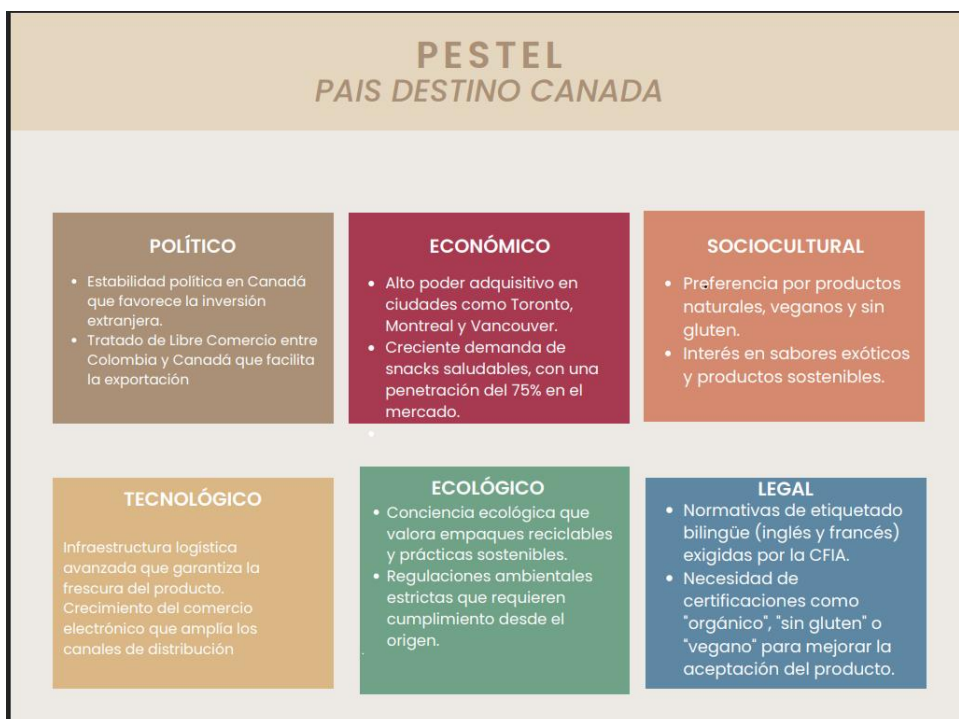 PESTEL
PAIS DESTINO CANADA
POLÍTICO
• Estabilidad política en Canadá
que favorece la inversión
extranjera.
• Tratado de Libre Comercio entre
Colombia y Canadá que facilita
la exportación
ECONÓMICO
• Alto poder adquisitivo en
ciudades como Toronto,
Montreal y Vancouver.
• Creciente demanda de
snacks saludables, con una
penetración del 75% en el
mercado.
SOCIOCULTURAL
• Preferencia por productos
naturales, veganos y sin
gluten.
• Interés en sabores exóticos
y productos sostenibles.
TECNOLÓGICO
Infraestructura logística
avanzada que garantiza la
frescura del producto.
Crecimiento del comercio
electrónico que amplía los
canales de distribución
ECOLÓGICO
• Conciencia ecológica que
valora empaques reciclables
y prácticas sostenibles.
• Regulaciones ambientales
estrictas que requieren
cumplimiento desde el
origen.
LEGAL
• Normativas de etiquetado
bilingüe (inglés y francés)
exigidas por la CFIA.
• Necesidad de
certificaciones como
"orgánico", "sin gluten" o
"vegano" para mejorar la
aceptación del producto.